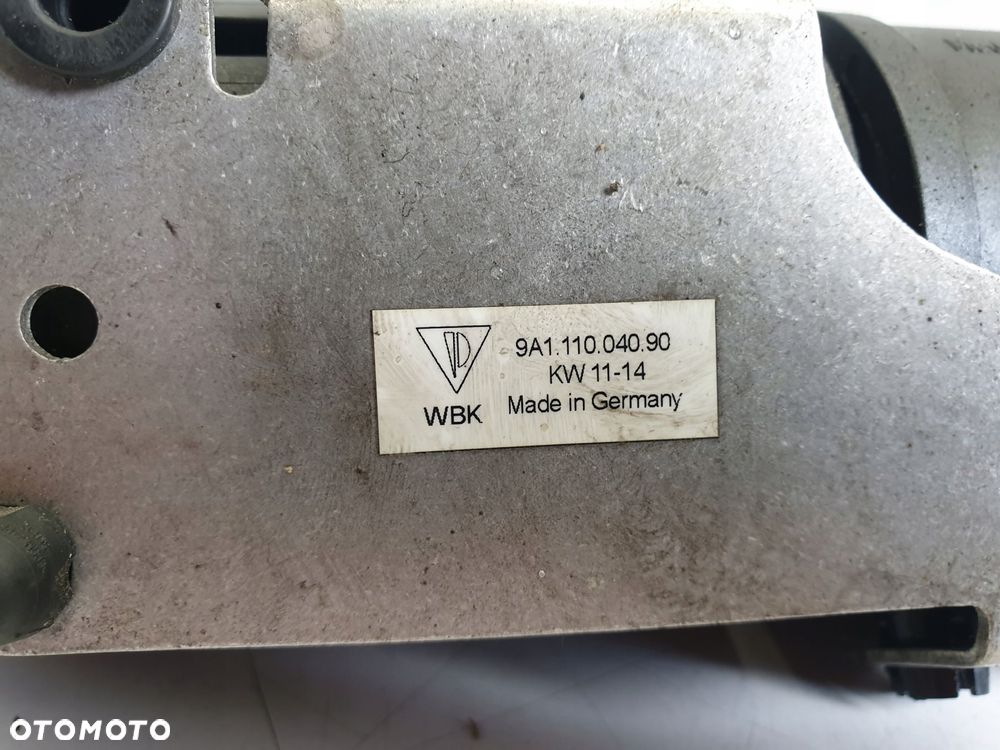 9A1.110.040.90
KW 11-14
WBK Made in Germany
OTOMOTO